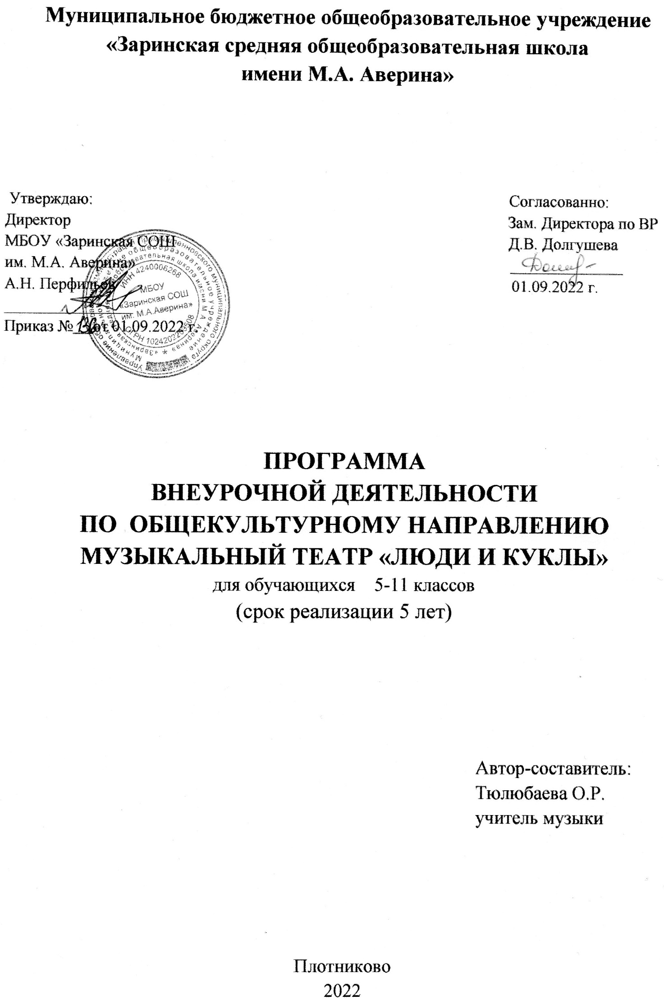 Муниципальное бюджетное общеобразовательное учреждение
«Заринская средняя общеобразовательная школа
имени М.А. Аверина»
Утверждаю:
Директор
МБОУ «Заринская СОШ
им. М.А. Аверина»
А.Н. Перфильев
Приказ № 136 от 01.09.2022 г.
Согласованно:
Зам. Директора по ВР
Д.В. Долгушева
01.09.2022 г.
ИНН 4240006268
МБОУ
«Заринская СОШ
им. М.А.Аверина»
ОГРН 1024202203508
ПРОГРАММА
ВНЕУРОЧНОЙ ДЕЯТЕЛЬНОСТИ
ПО ОБЩЕКУЛЬТУРНОМУ НАПРАВЛЕНИЮ
МУЗЫКАЛЬНЫЙ ТЕАТР «ЛЮДИ И КУКЛЫ»
для обучающихся 5-11 классов
(срок реализации 5 лет)
Автор-составитель:
Тюлюбаева О.Р.
учитель музыки
Плотниково
2022